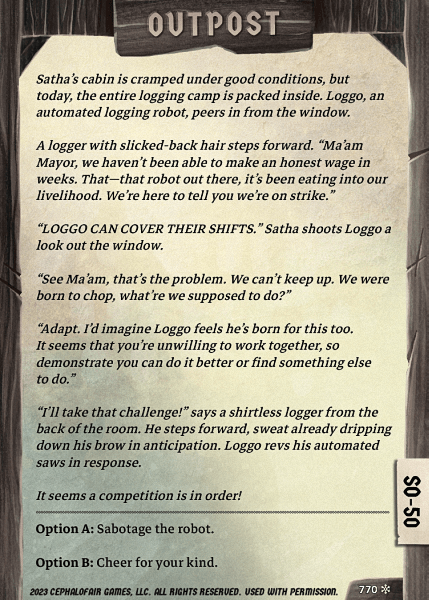 OUTPOST
Satha's cabin is cramped under good conditions, but
today, the entire logging camp is packed inside. Loggo, an
automated logging robot, peers in from the window.
A logger with slicked-back hair steps forward. “Ma'am
Mayor, we haven't been able to make an honest wage in
weeks. That—that robot out there, it's been eating into our
livelihood. We're here to tell you we're on strike.”
“LOGGO CAN COVER THEIR SHIFTS.” Satha shoots Loggo a
look out the window.
“See Ma'am, that's the problem. We can't keep up. We were
born to chop, what're we supposed to do?”
“Adapt. I'd imagine Loggo feels he's born for this too.
It seems that you're unwilling to work together, so
demonstrate you can do it better or find something else
to do.”
“I'll take that challenge!” says a shirtless logger from the
back of the room. He steps forward, sweat already dripping
down his brow in anticipation. Loggo revs his automated
saws in response.
It seems a competition is in order!
Option A: Sabotage the robot.
Option B: Cheer for your kind.
SO-50
2023 CEPHALOFAIR GAMES, LLC. ALL RIGHTS RESERVED. USED WITH PERMISSION.
770